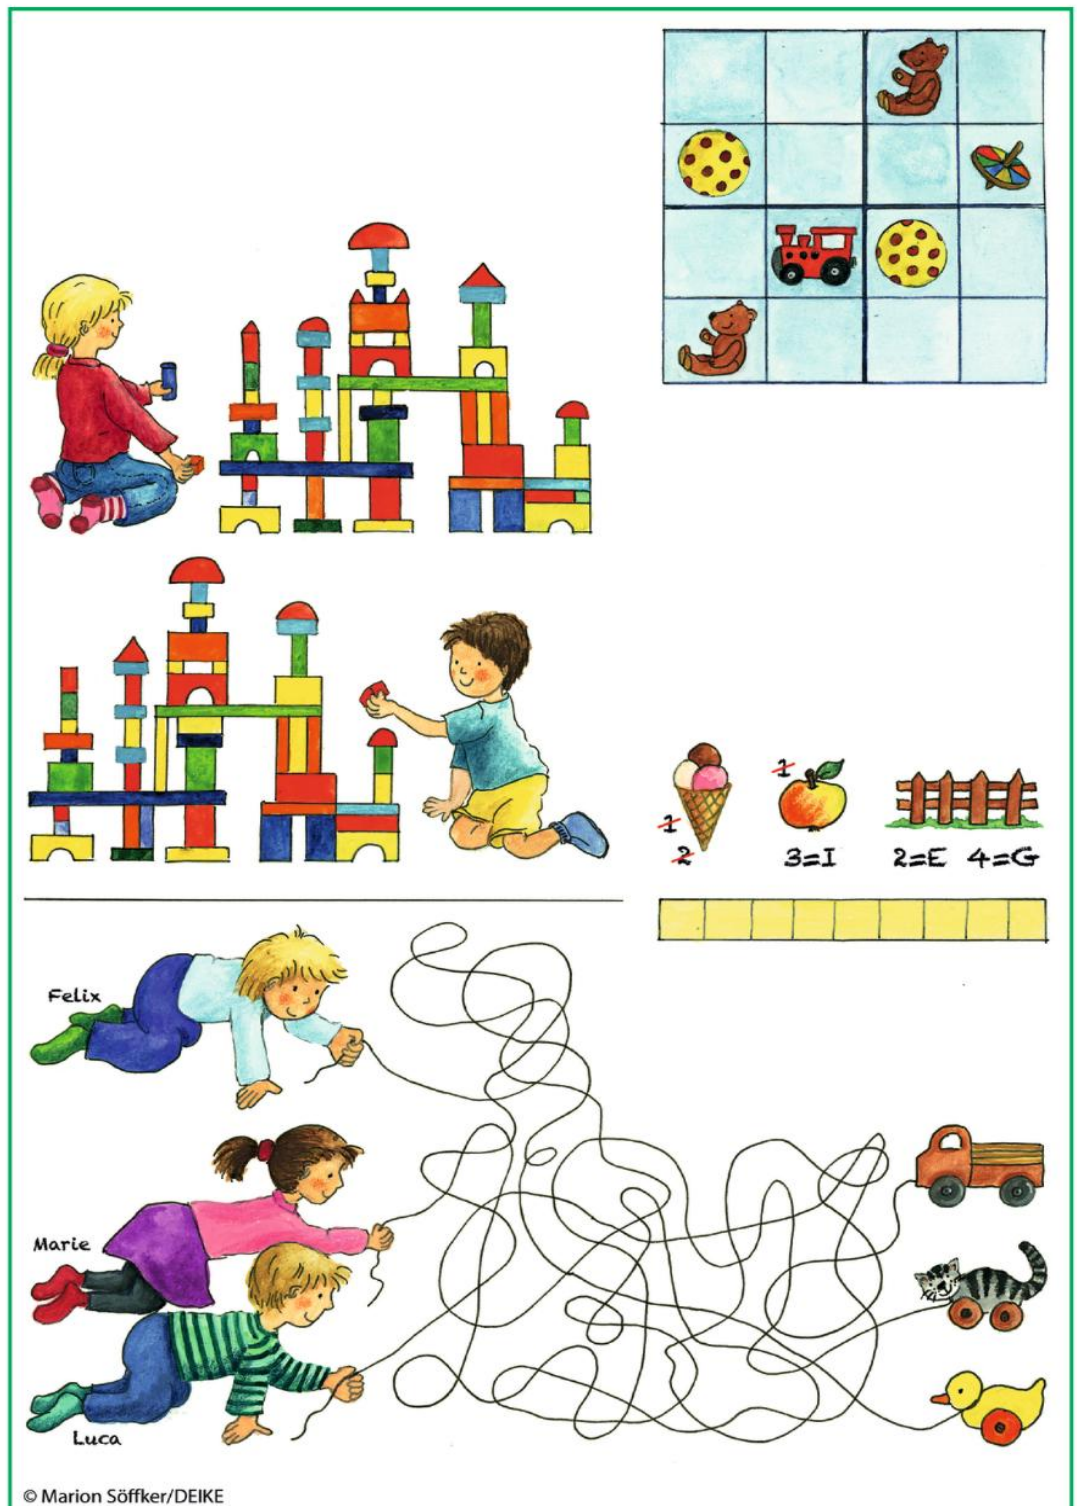 1
1
2
3=I
2=E 4=G
Felix
Marie
Luca
© Marion Söffker/DEIKE